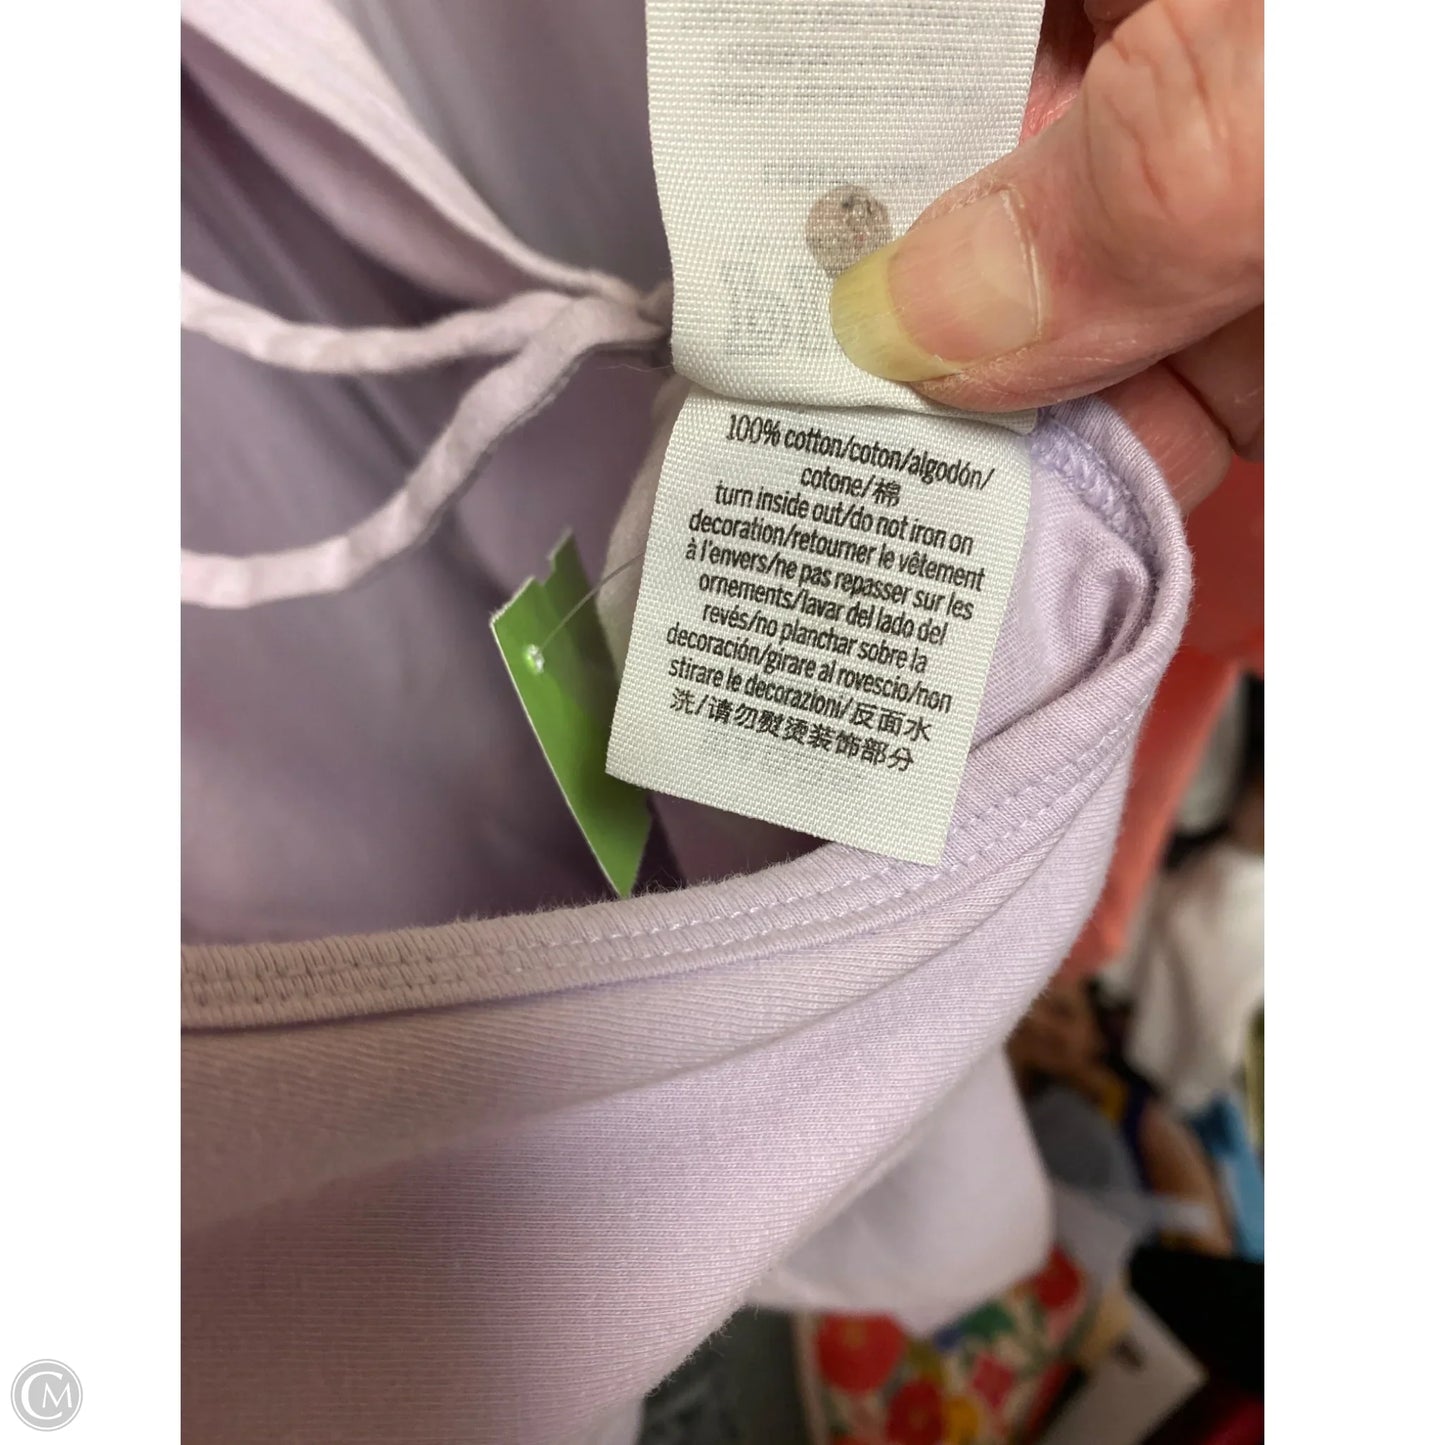 100% cotton/coton/algodón/
cotone/棉
turn inside out/do not iron on
decoration/retourner le vêtement
à l'envers/ne pas repasser sur les
ornements/lavar del lado del
revés/no planchar sobre la
decoración/girare al rovescio/non
stirare le decorazioni/反面水
洗/请勿熨烫装饰部分
CM